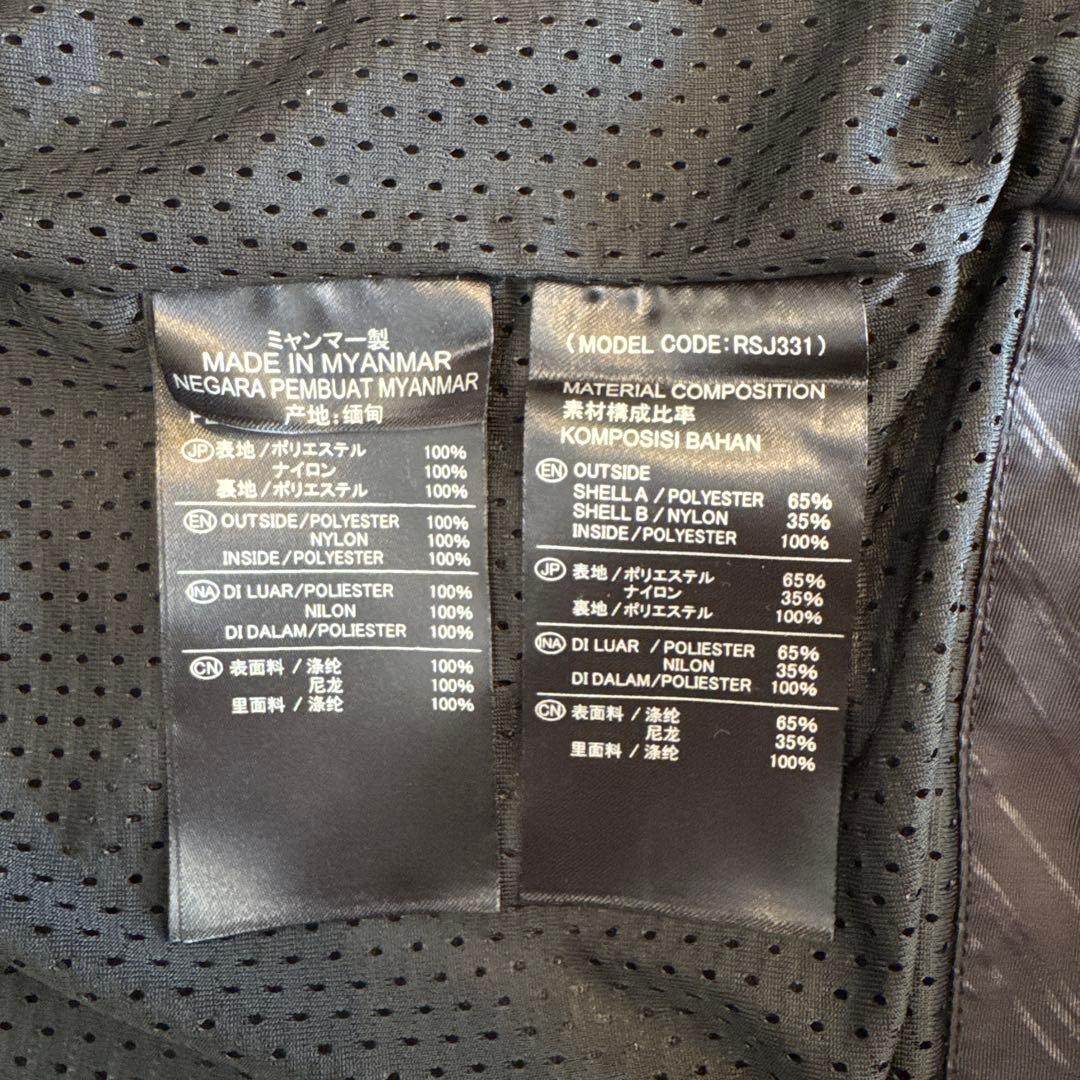 ミャンマー製
MADE IN MYANMAR
NEGARA PEMBUAT MYANMAR
产地:缅甸
JP 表地/ポリエステル 100%
ナイロン 100%
裏地/ポリエステル 100%
EN OUTSIDE/POLYESTER 100%
NYLON 100%
INSIDE/POLYESTER 100%
INA DI LUAR/POLIESTER 100%
NILON 100%
DI DALAM/POLIESTER 100%
CN 表面料/涤纶 100%
尼龙 100%
里面料/涤纶 100%
(MODEL CODE:RSJ331)
MATERIAL COMPOSITION
素材構成比率
KOMPOSISI BAHAN
EN OUTSIDE
SHELL A/POLYESTER 65%
SHELL B/NYLON 35%
INSIDE/POLYESTER 100%
JP 表地/ポリエステル 65%
ナイロン 35%
裏地/ポリエステル 100%
INA DI LUAR /POLIESTER 65%
NILON 35%
DI DALAM/POLIESTER 100%
CN 表面料/涤纶 65%
尼龙 35%
里面料/涤纶 100%